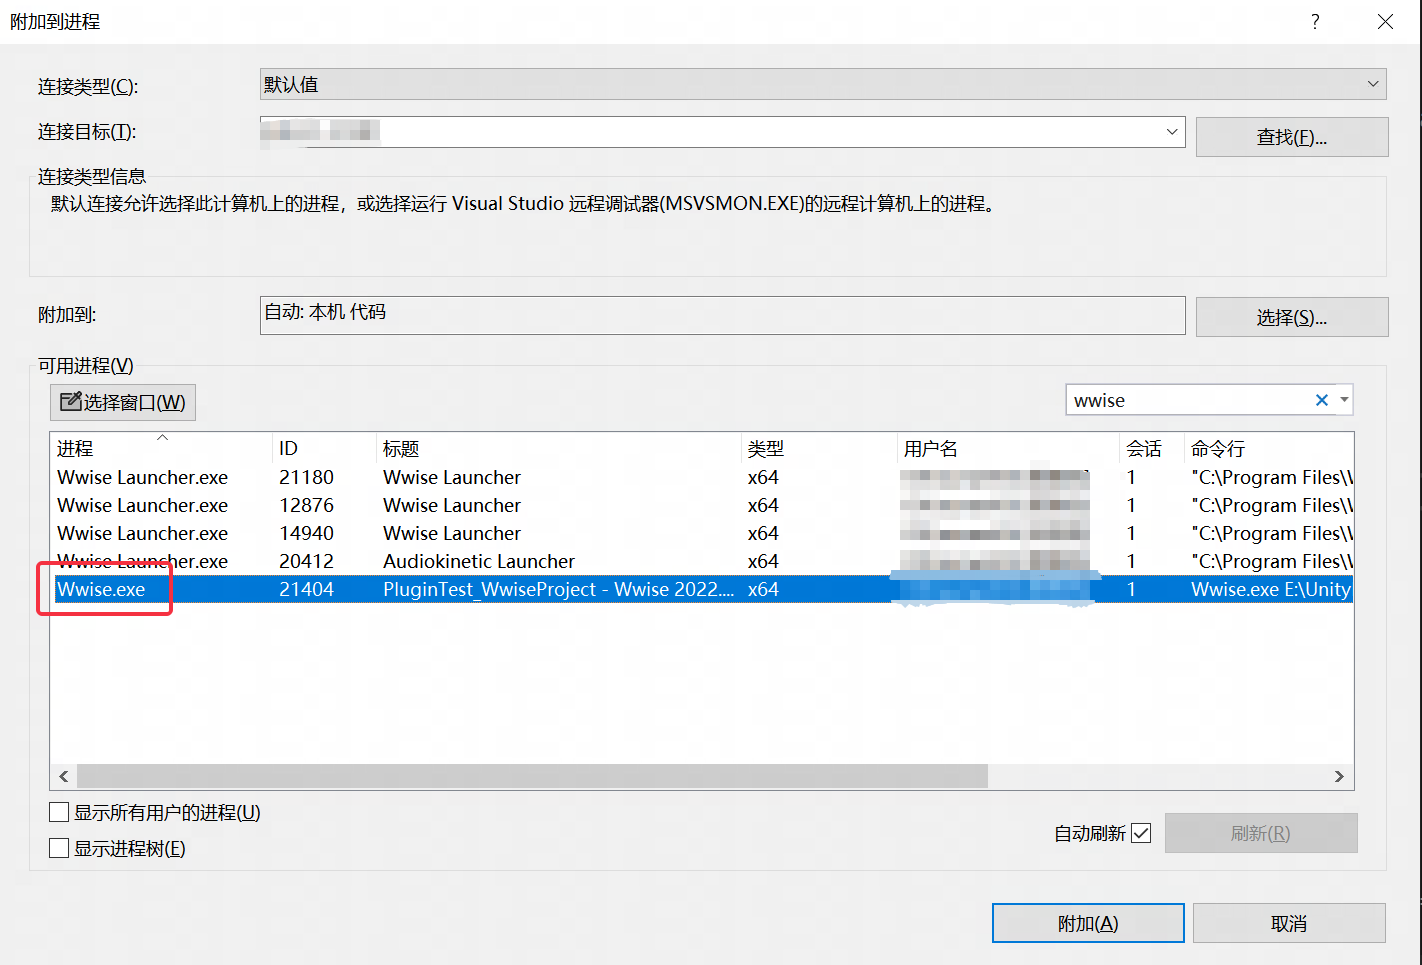 附加到进程
连接类型(C):
默认值
连接目标(T):
查找(F)...
连接类型信息
默认连接允许选择此计算机上的进程，或选择运行 Visual Studio 远程调试器(MSVSMON.EXE)的远程计算机上的进程。
附加到:
自动: 本机 代码
选择(S)...
可用进程(V)
选择窗口(W)
wwise
进程 ID 标题 类型 用户名 会话 命令行
Wwise Launcher.exe 21180 Wwise Launcher x64 1 "C:\Program Files\
Wwise Launcher.exe 12876 Wwise Launcher x64 1 "C:\Program Files\
Wwise Launcher.exe 14940 Wwise Launcher x64 1 "C:\Program Files\
Wwise Launcher.exe 20412 Audiokinetic Launcher x64 1 "C:\Program Files\
Wwise.exe 21404 PluginTest_WwiseProject - Wwise 2022.... x64 1 Wwise.exe E:\Unity
显示所有用户的进程(U)
显示进程树(E)
自动刷新
刷新(R)
附加(A)
取消